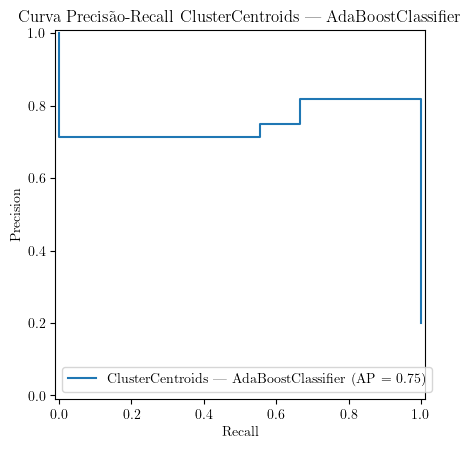 Curva Precisão-Recall ClusterCentroids — AdaBoostClassifier
1.0
0.8
0.6
0.4
0.2
0.0
Precision
ClusterCentroids — AdaBoostClassifier (AP = 0.75)
0.0 0.2 0.4 0.6 0.8 1.0
Recall